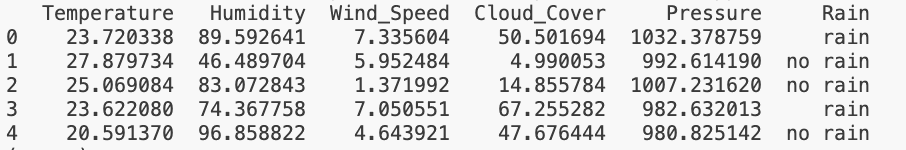 Temperature Humidity Wind_Speed Cloud_Cover Pressure Rain
0 23.720338 89.592641 7.335604 50.501694 1032.378759 rain
1 27.879734 46.489704 5.952484 4.990053 992.614190 no rain
2 25.069084 83.072843 1.371992 14.855784 1007.231620 no rain
3 23.622080 74.367758 7.050551 67.255282 982.632013 rain
4 20.591370 96.858822 4.643921 47.676444 980.825142 no rain